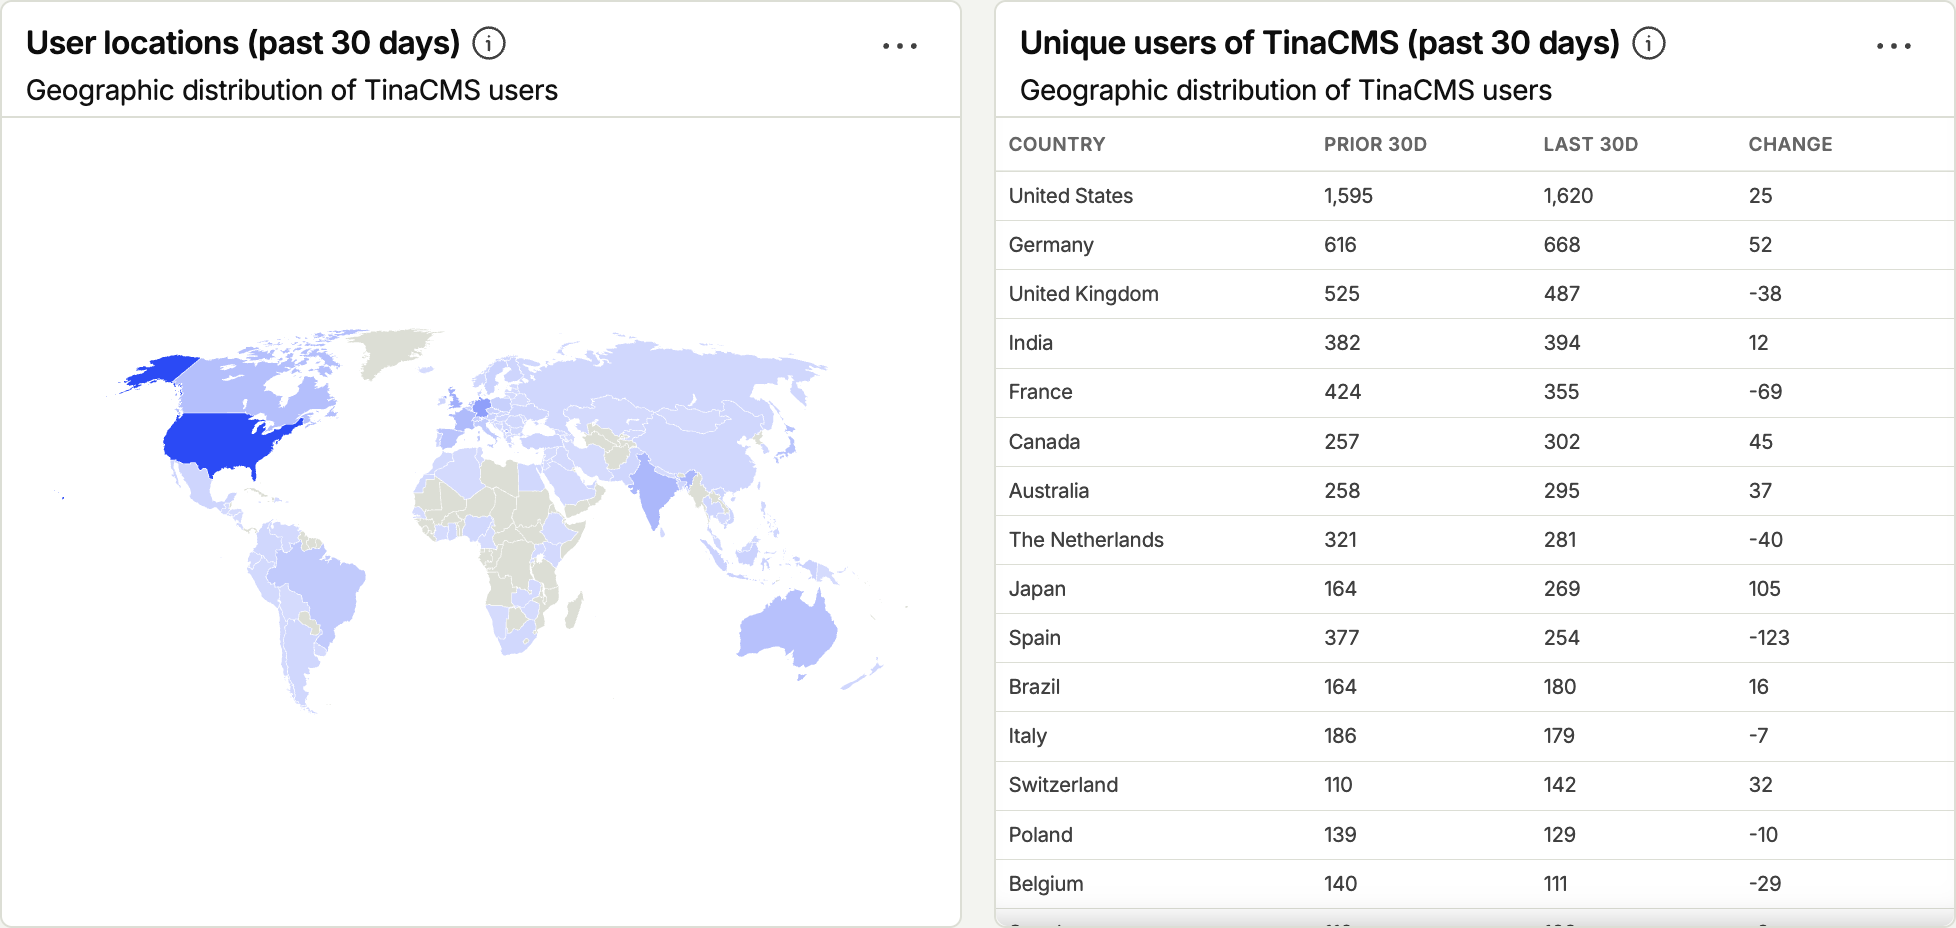 User locations (past 30 days)
Geographic distribution of TinaCMS users
Unique users of TinaCMS (past 30 days)
Geographic distribution of TinaCMS users
COUNTRY PRIOR 30D LAST 30D CHANGE
United States 1,595 1,620 25
Germany 616 668 52
United Kingdom 525 487 -38
India 382 394 12
France 424 355 -69
Canada 257 302 45
Australia 258 295 37
The Netherlands 321 281 -40
Japan 164 269 105
Spain 377 254 -123
Brazil 164 180 16
Italy 186 179 -7
Switzerland 110 142 32
Poland 139 129 -10
Belgium 140 111 -29